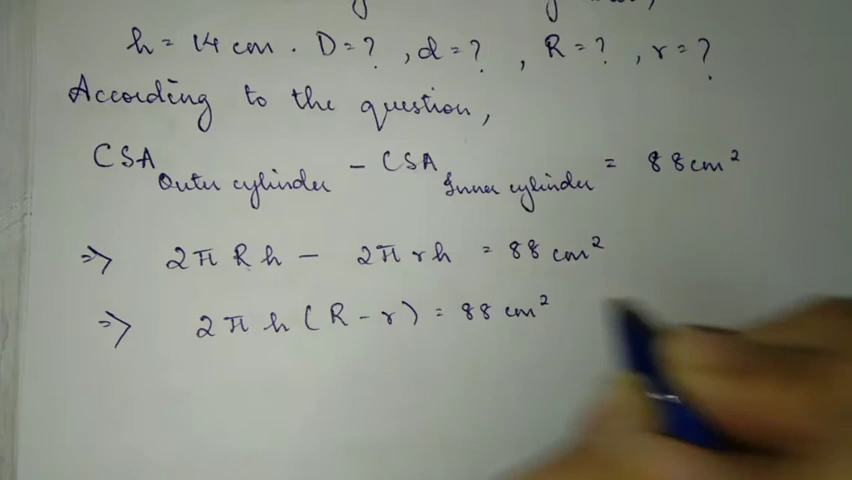 h = 14 cm. D = ?, d = ?, R = ?, r = ?
According to the question,
CSA Outer cylinder - CSA Inner cylinder = 88 cm²
⇒ 2π R h - 2π r h = 88 cm²
⇒ 2π h (R - r) = 88 cm²